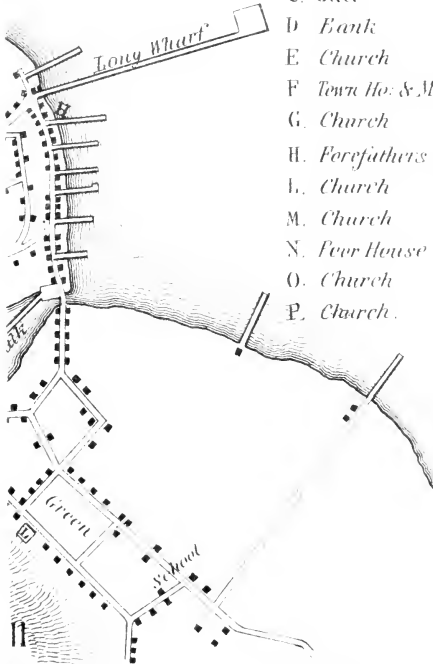 D Bank
E Church
F Town Ho: & M
G. Church
H. Forefathers
L. Church
M. Church
N. Poor House
O. Church
P. Church.
Long Wharf
H
Green
L
School